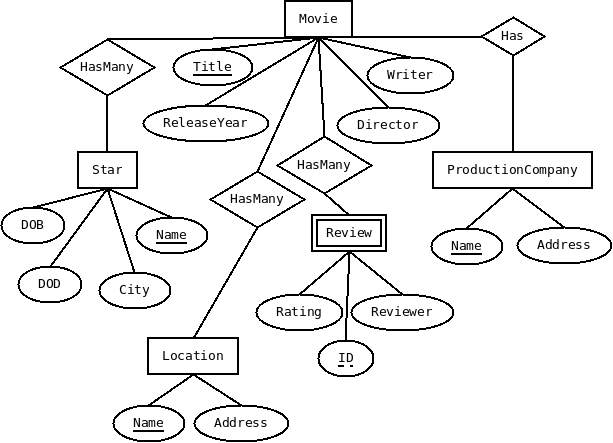 Movie
Has
HasMany
Title
Writer
ReleaseYear
Director
Star
HasMany
ProductionCompany
HasMany
DOB
Name
Review
Name
Address
DOD
City
Rating
Reviewer
Location
ID
Name
Address